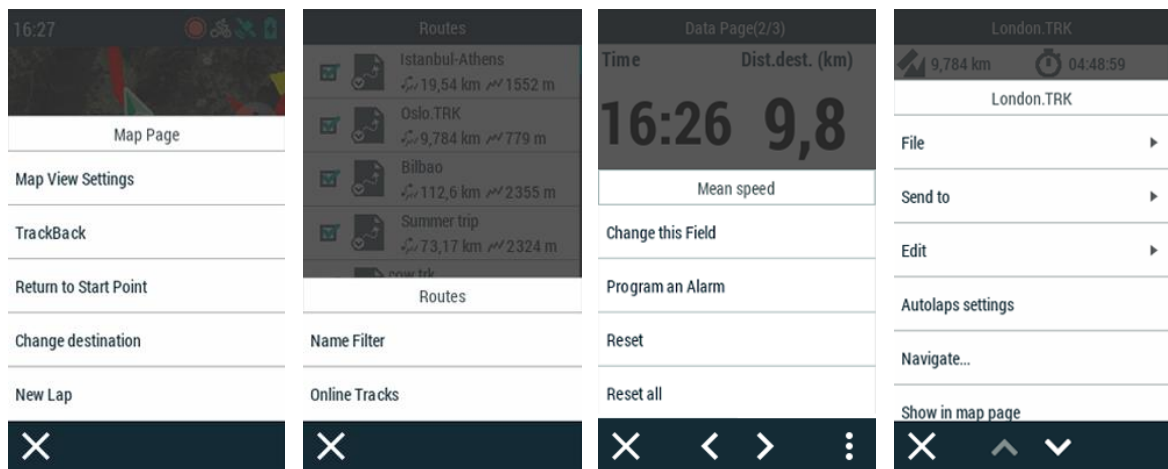 16:27
Map Page
Map View Settings
TrackBack
Return to Start Point
Change destination
New Lap
Routes
Istanbul-Athens
19,54 km 1552 m
Oslo.TRK
9,784 km 779 m
Bilbao
112,6 km 2355 m
Summer trip
73,17 km 2324 m
cow.trk
Routes
Name Filter
Online Tracks
Data Page(2/3)
Time Dist.dest. (km)
16:26 9,8
Mean speed
Change this Field
Program an Alarm
Reset
Reset all
London.TRK
9,784 km 04:48:59
London.TRK
File
Send to
Edit
Autolaps settings
Navigate...
Show in map page